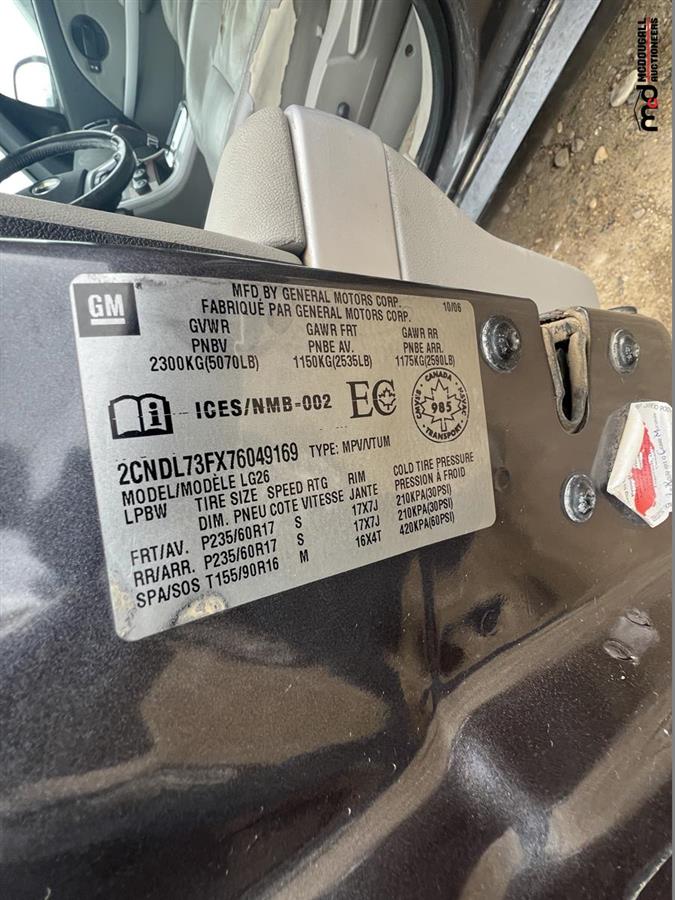 McDOUGALL
AUCTIONEERS
GM
MFD BY GENERAL MOTORS CORP.
FABRIQUÉ PAR GENERAL MOTORS CORP.
10/06
GVWR GAWR FRT GAWR RR
PNBV PNBE AV. PNBE ARR.
2300KG(5070LB) 1150KG(2535LB) 1175KG(2590LB)
ICES/NMB-002
CANADA
985
TRANSPORT
2CNDL73FX76049169 TYPE: MPV/VTUM
MODEL/MODÈLE LG26
LPBW TIRE SIZE SPEED RTG RIM COLD TIRE PRESSURE
DIM. PNEU COTE VITESSE JANTE PRESSION À FROID
FRT/AV. P235/60R17 S 17X7J 210KPA(30PSI)
RR/ARR. P235/60R17 S 17X7J 210KPA(30PSI)
SPA/SOS T155/90R16 M 16X4T 420KPA(60PSI)